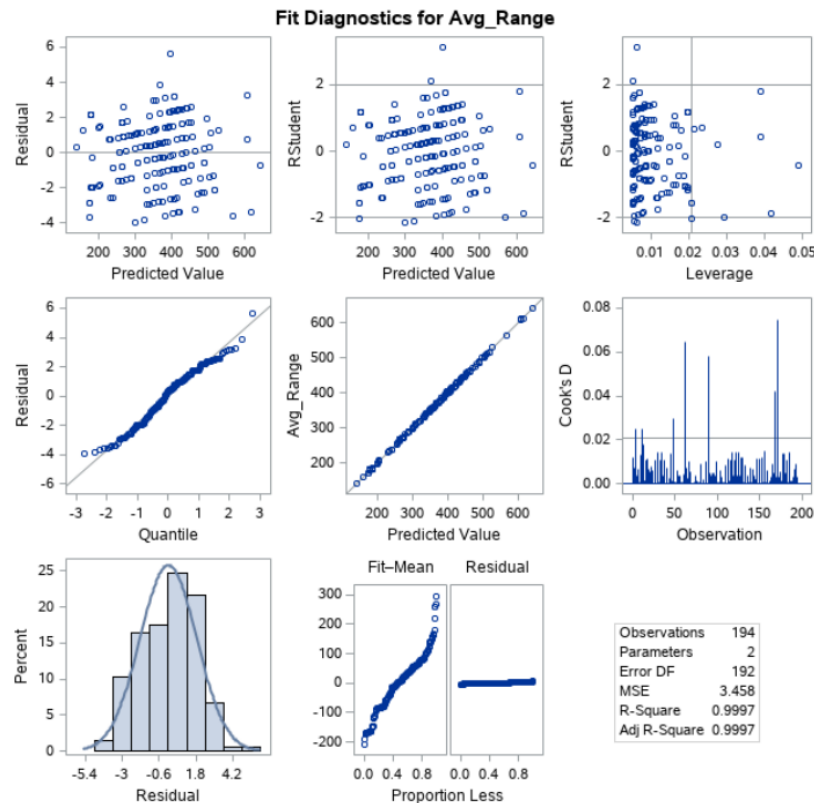 Fit Diagnostics for Avg_Range
Residual
6
4
2
0
-2
-4
200 300 400 500 600
Predicted Value
RStudent
2
0
-2
200 300 400 500 600
Predicted Value
RStudent
2
0
-2
0.01 0.02 0.03 0.04 0.05
Leverage
Residual
6
4
2
0
-2
-4
-6
-3 -2 -1 0 1 2 3
Quantile
Avg_Range
600
500
400
300
200
200 300 400 500 600
Predicted Value
Cook's D
0.08
0.06
0.04
0.02
0.00
0 50 100 150 200
Observation
Percent
25
20
15
10
5
0
-5.4 -3 -0.6 1.8 4.2
Residual
Fit–Mean Residual
300
200
100
0
-100
-200
0.0 0.4 0.8 0.0 0.4 0.8
Proportion Less
Observations 194
Parameters 2
Error DF 192
MSE 3.458
R-Square 0.9997
Adj R-Square 0.9997